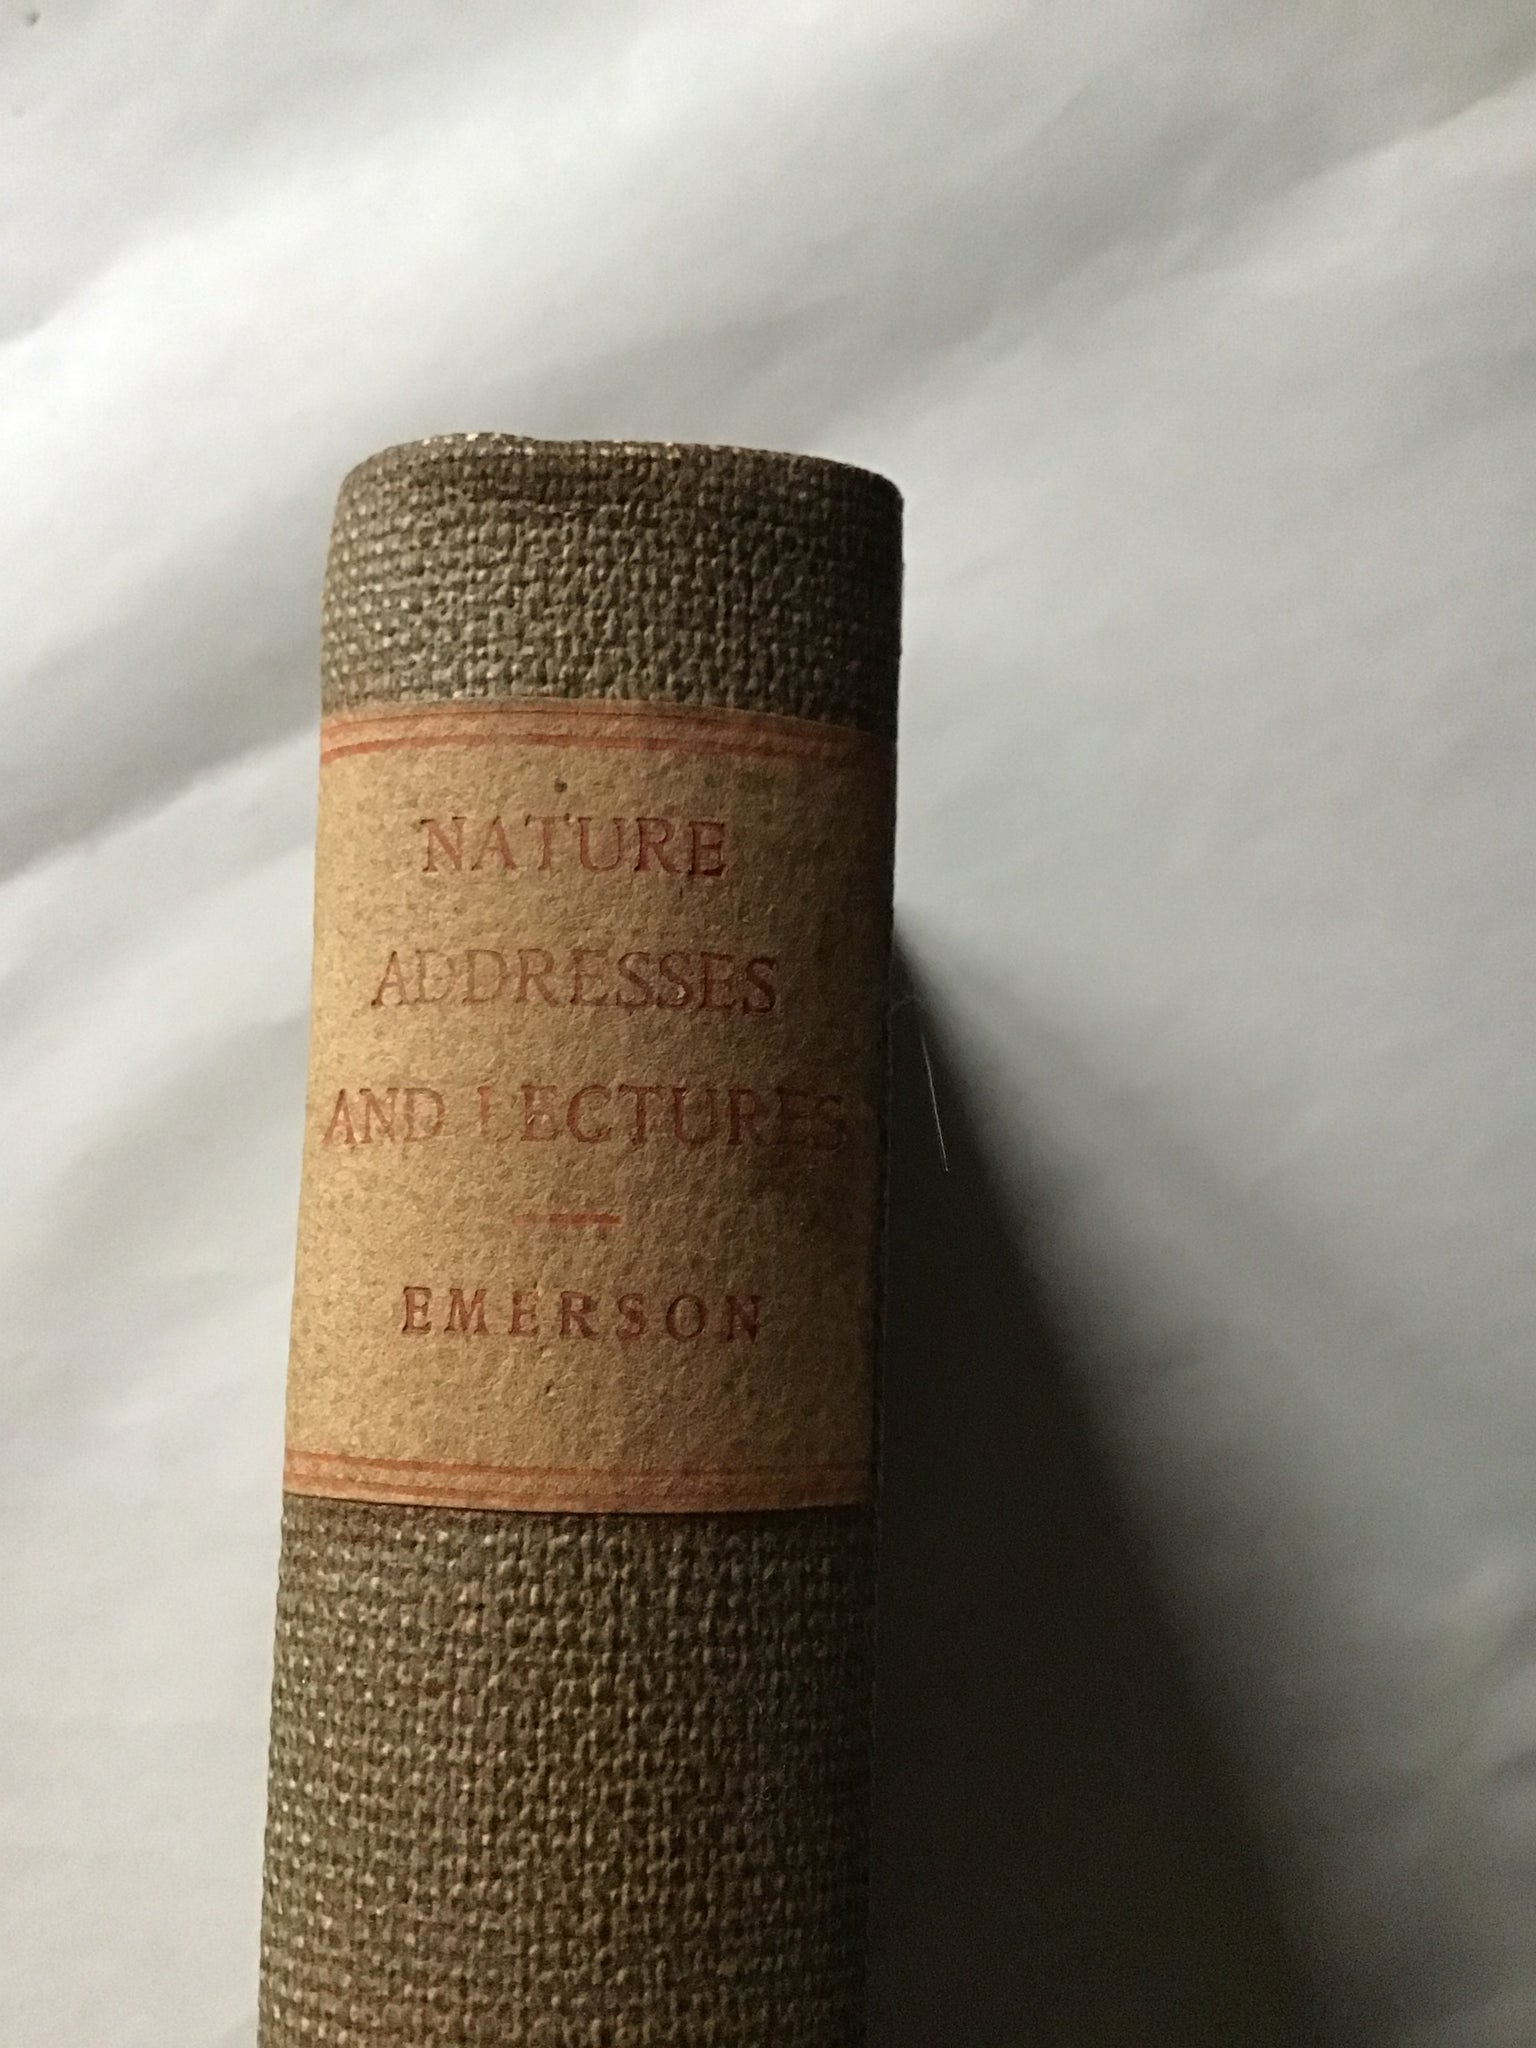 NATURE
ADDRESSES
AND LECTURES
EMERSON